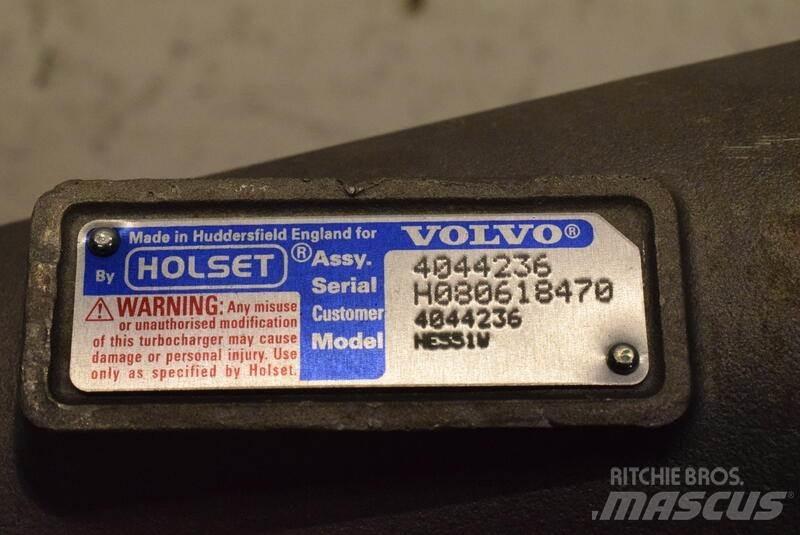 Made in Huddersfield England for VOLVO®
By HOLSET®
Assy. 4044236
Serial H080618470
Customer 4044236
Model HE551W
⚠ WARNING: Any misuse
or unauthorised modification
of this turbocharger may cause
damage or personal injury. Use
only as specified by Holset.
RITCHIE BROS.
MASCUS